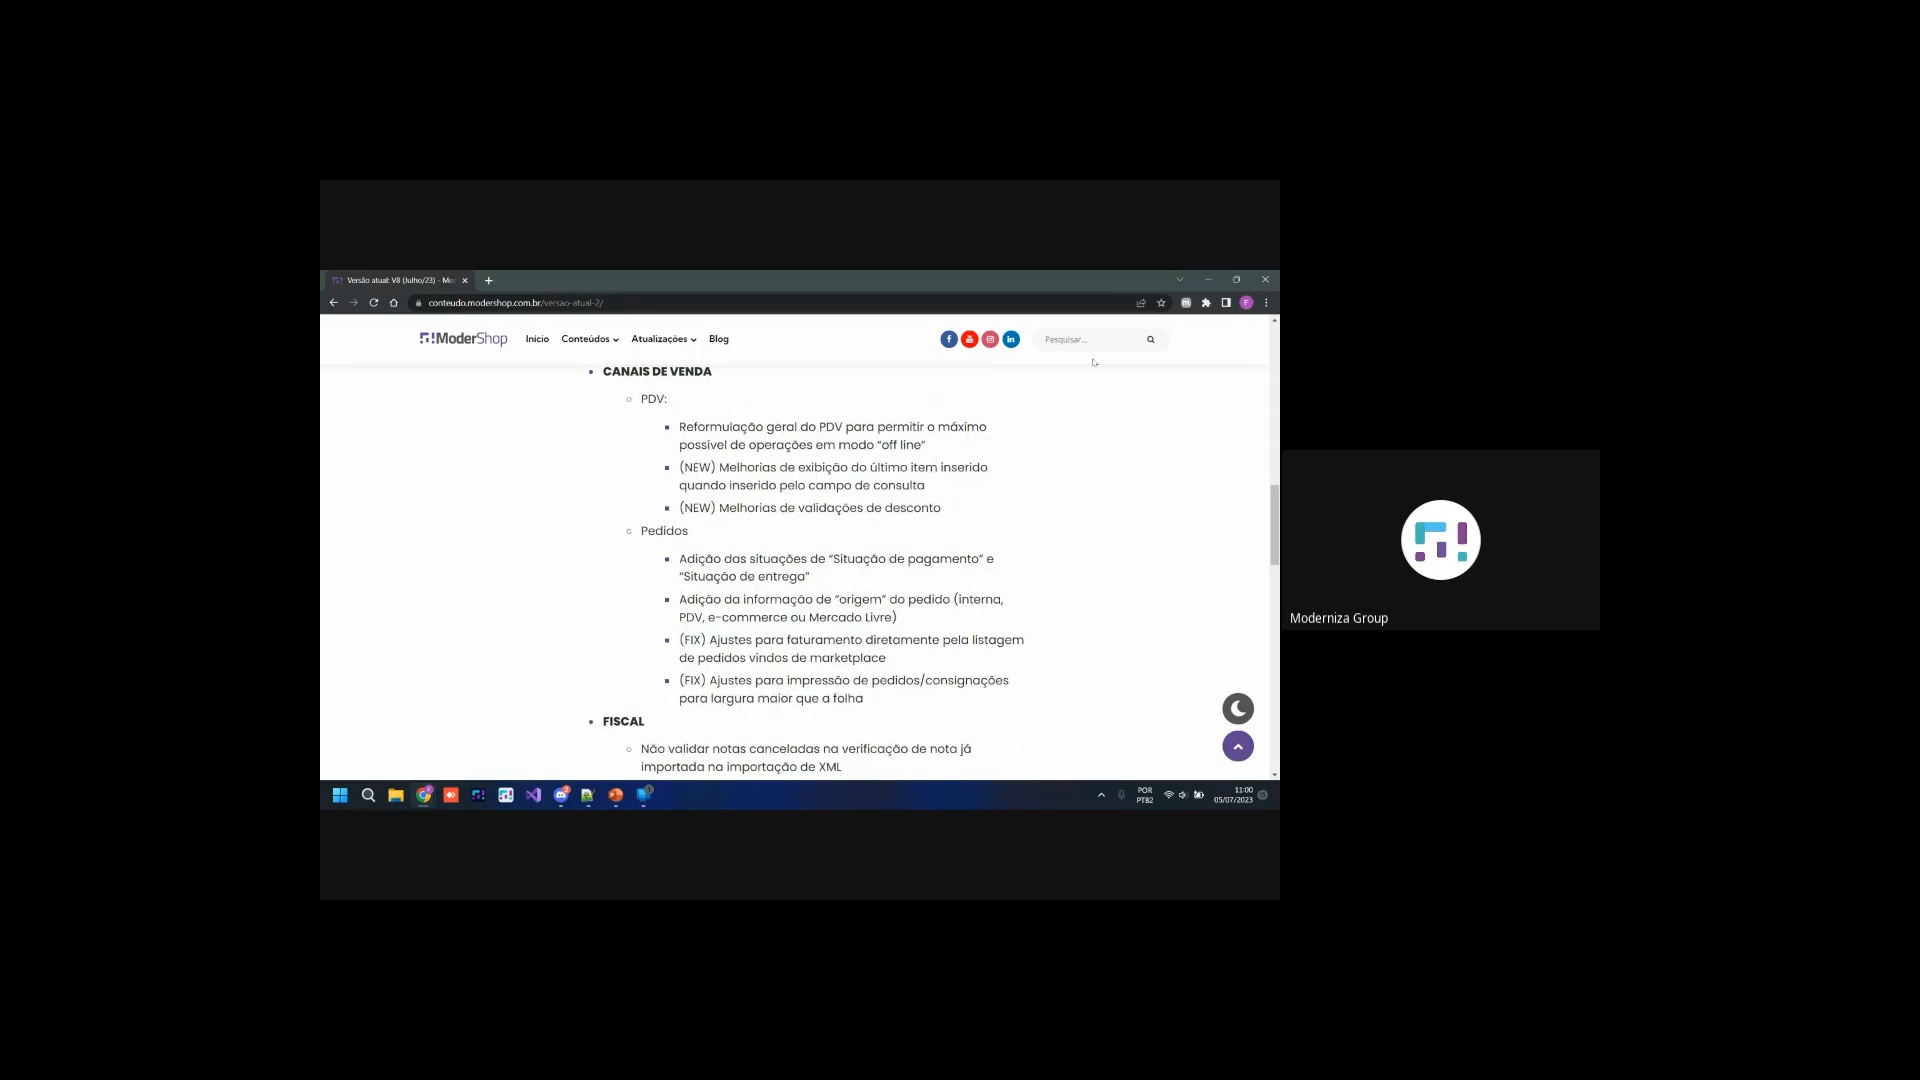 Versão atual: V8 (Julho/23) - Mo
conteudo.modershop.com.br/versao-atual-2/
ModerShop
Início
Conteúdos
Atualizações
Blog
Pesquisar...
CANAIS DE VENDA
PDV:
Reformulação geral do PDV para permitir o máximo
possível de operações em modo “off line”
(NEW) Melhorias de exibição do último item inserido
quando inserido pelo campo de consulta
(NEW) Melhorias de validações de desconto
Pedidos
Adição das situações de “Situação de pagamento” e
“Situação de entrega”
Adição da informação de “origem” do pedido (interna,
PDV, e-commerce ou Mercado Livre)
(FIX) Ajustes para faturamento diretamente pela listagem
de pedidos vindos de marketplace
(FIX) Ajustes para impressão de pedidos/consignações
para largura maior que a folha
FISCAL
Não validar notas canceladas na verificação de nota já
importada na importação de XML
POR
PTB2
11:00
05/07/2023
Moderniza Group